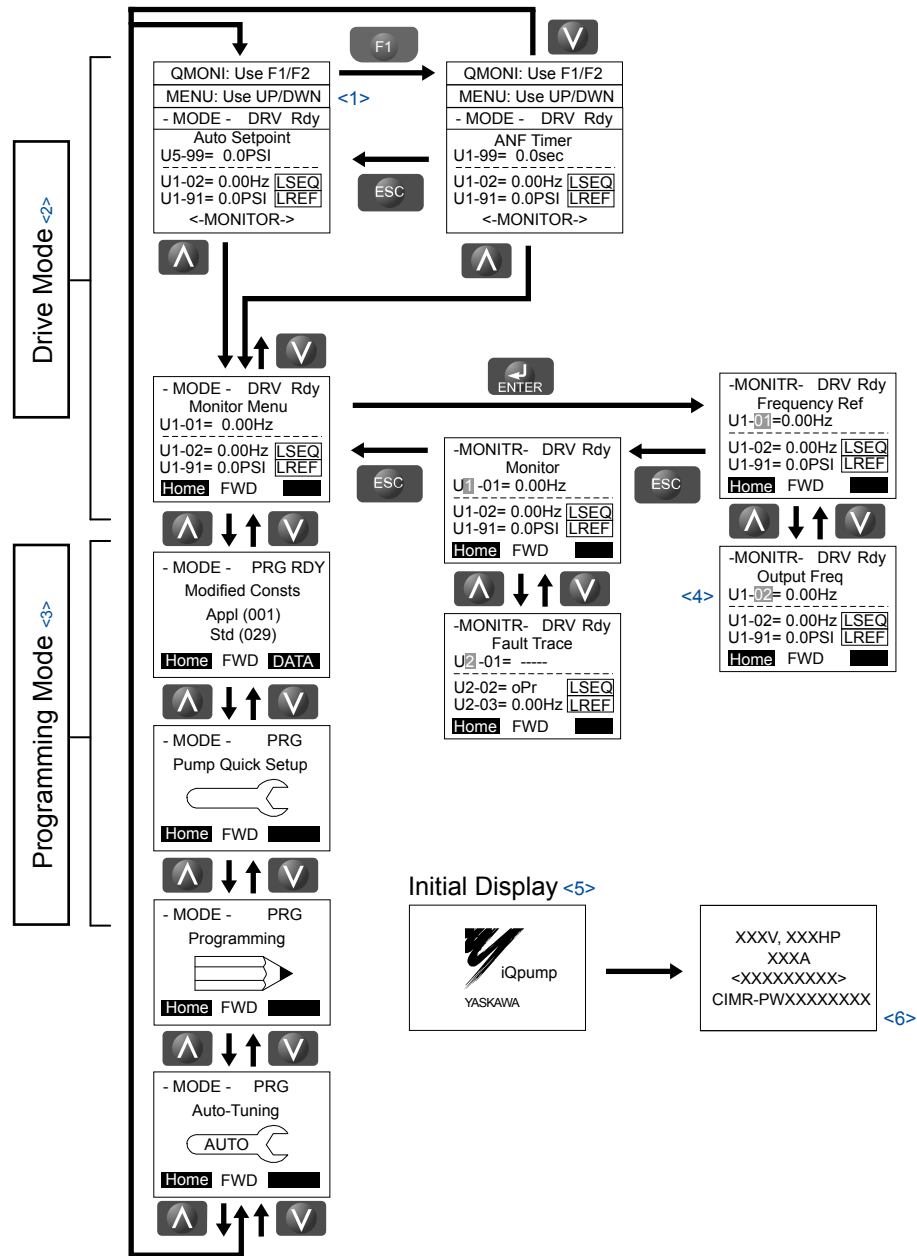 F1
QMONI: Use F1/F2
MENU: Use UP/DWN
<1>
- MODE - DRV Rdy
Auto Setpoint
U5-99= 0.0PSI
U1-02= 0.00Hz LSEQ
U1-91= 0.0PSI LREF
<-MONITOR->
QMONI: Use F1/F2
MENU: Use UP/DWN
- MODE - DRV Rdy
ANF Timer
U1-99= 0.0sec
U1-02= 0.00Hz LSEQ
U1-91= 0.0PSI LREF
<-MONITOR->
ESC
Drive Mode <2>
- MODE - DRV Rdy
Monitor Menu
U1-01= 0.00Hz
U1-02= 0.00Hz LSEQ
U1-91= 0.0PSI LREF
Home FWD
ENTER
ESC
-MONITR- DRV Rdy
Monitor
U1 -01= 0.00Hz
U1-02= 0.00Hz LSEQ
U1-91= 0.0PSI LREF
Home FWD
ESC
-MONITR- DRV Rdy
Frequency Ref
U1-01=0.00Hz
U1-02= 0.00Hz LSEQ
U1-91= 0.0PSI LREF
Home FWD
<4>
-MONITR- DRV Rdy
Output Freq
U1-02= 0.00Hz
U1-02= 0.00Hz LSEQ
U1-91= 0.0PSI LREF
Home FWD
-MONITR- DRV Rdy
Fault Trace
U2 -01= -----
U2-02= oPr LSEQ
U2-03= 0.00Hz LREF
Home FWD
Programming Mode <3>
- MODE - PRG RDY
Modified Consts
Appl (001)
Std (029)
Home FWD DATA
- MODE - PRG
Pump Quick Setup
Home FWD
- MODE - PRG
Programming
Home FWD
- MODE - PRG
Auto-Tuning
AUTO
Home FWD
Initial Display <5>
iQpump
YASKAWA
XXXV, XXXHP
XXXA
<XXXXXXXXX>
CIMR-PWXXXXXXXX
<6>